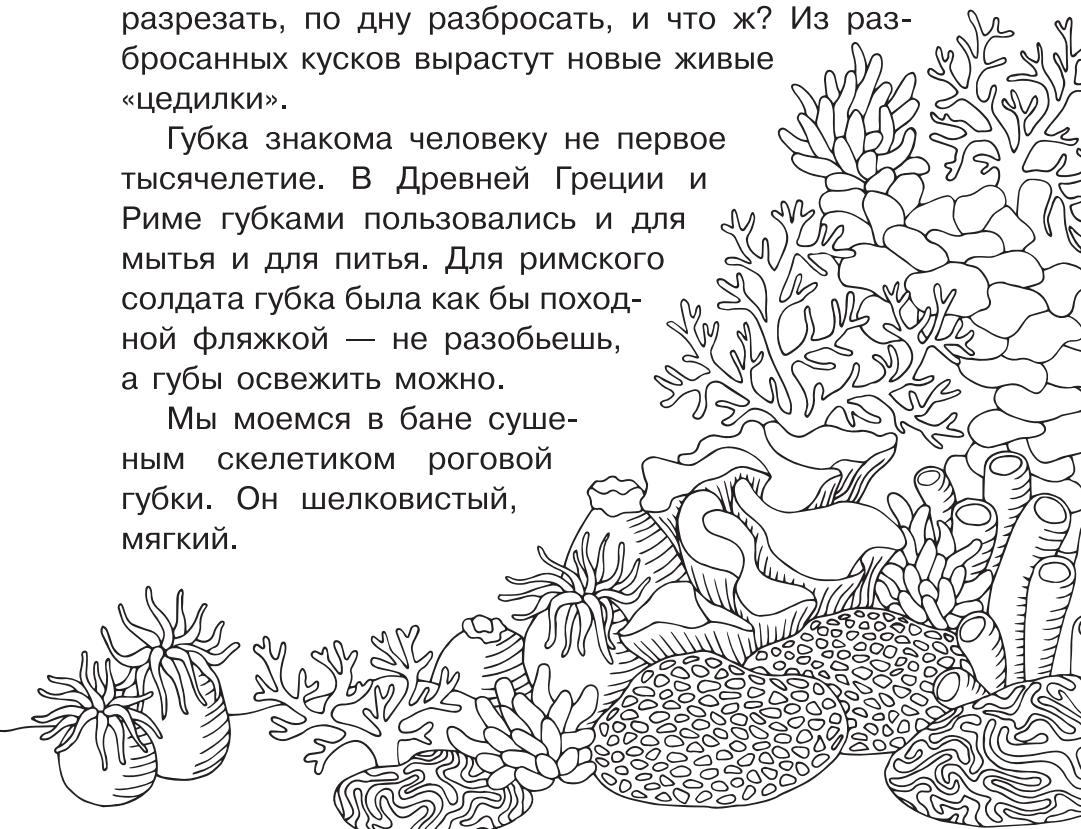 разрезать, по дну разбросать, и что ж? Из раз-
бросанных кусков вырастут новые живые
«цедилки».
Губка знакома человеку не первое
тысячелетие. В Древней Греции и
Риме губками пользовались и для
мытья и для питья. Для римского
солдата губка была как бы поход-
ной фляжкой — не разобьешь,
а губы освежить можно.
Мы моемся в бане суше-
ным скелетиком роговой
губки. Он шелковистый,
мягкий.